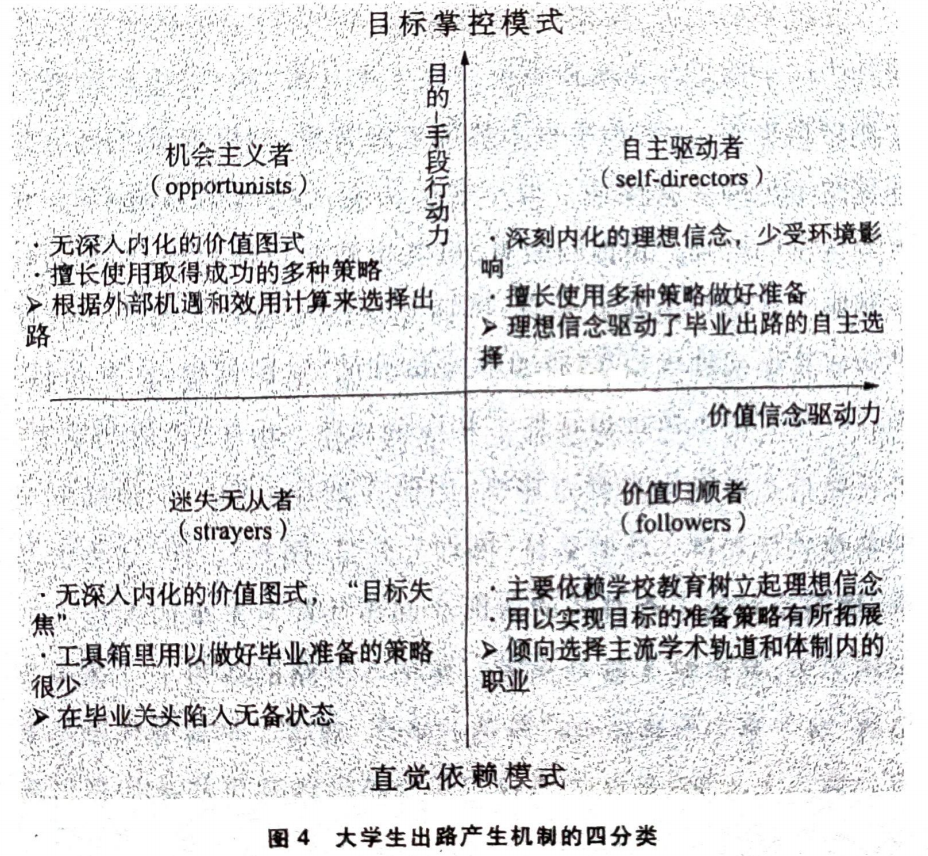 目标掌控模式
目的-手段行动力
机会主义者
（opportunists）
· 无深入内化的价值图式
· 擅长使用取得成功的多种策略
➤ 根据外部机遇和效用计算来选择出
路
自主驱动者
（self-directors）
· 深刻内化的理想信念，少受环境影
响
· 擅长使用多种策略做好准备
➤ 理想信念驱动了毕业出路的自主选
择
价值信念驱动力
迷失无从者
（strayers）
· 无深入内化的价值图式，“目标失
焦”
· 工具箱里用以做好毕业准备的策略
很少
➤ 在毕业关头陷入无备状态
价值归顺者
（followers）
· 主要依赖学校教育树立起理想信念
· 用以实现目标的准备策略有所拓展
➤ 倾向选择主流学术轨道和体制内的
职业
直觉依赖模式
图 4 大学生出路产生机制的四分类